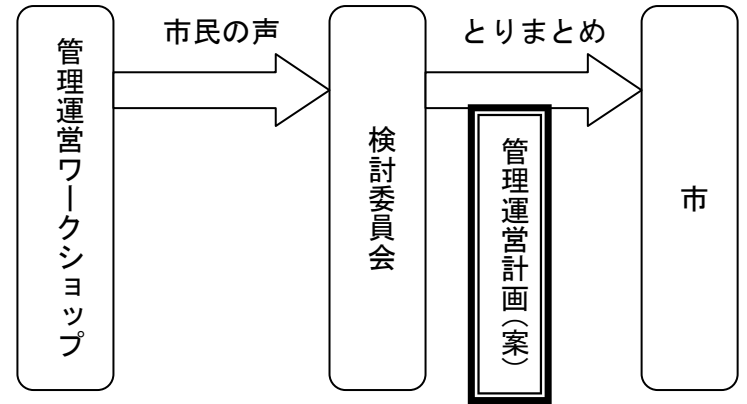 管理運営ワークショップ
市民の声
検討委員会
とりまとめ
管理運営計画(案)
市